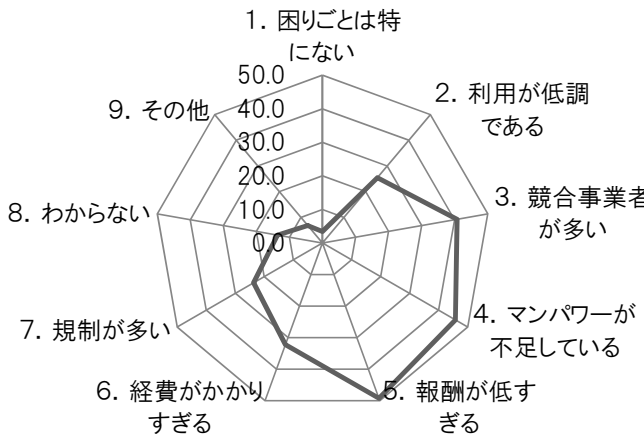 1．困りごとは特
にない
50.0
40.0
30.0
20.0
10.0
0.0
2．利用が低調
である
3．競合事業者
が多い
4．マンパワーが
不足している
5．報酬が低す
ぎる
6．経費がかかり
すぎる
7．規制が多い
8．わからない
9．その他